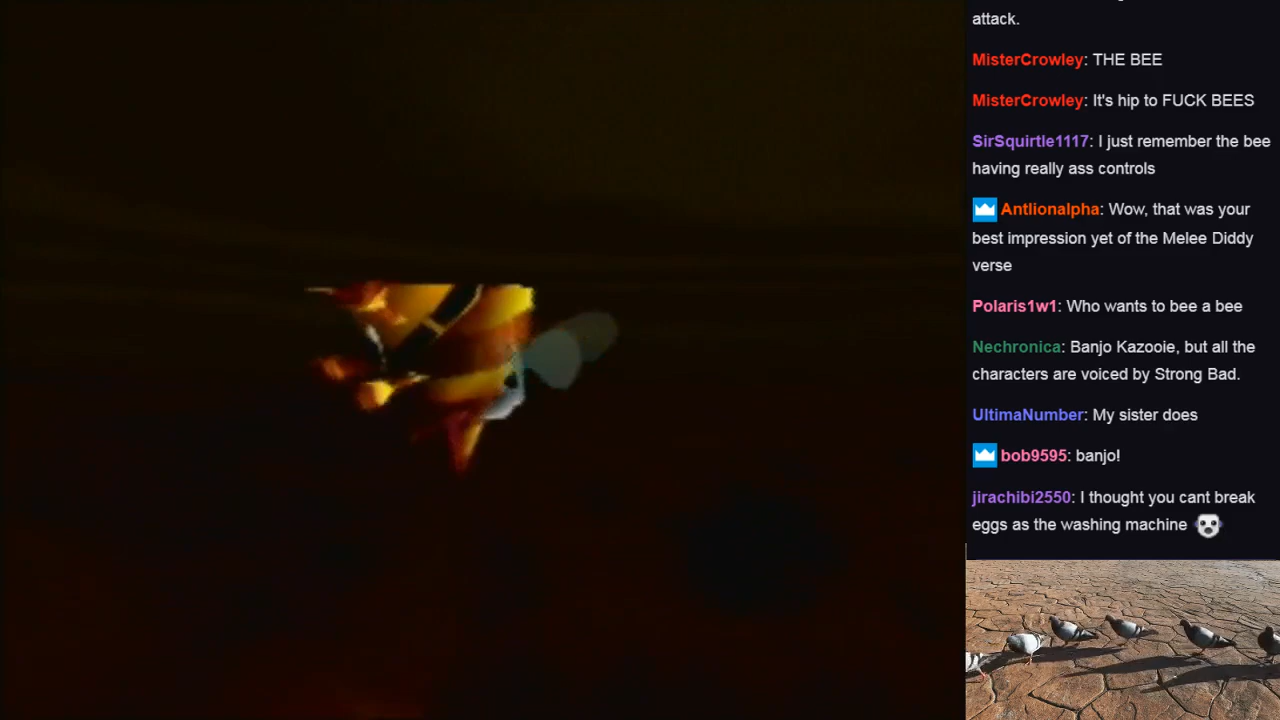 attack.
MisterCrowley: THE BEE
MisterCrowley: It's hip to FUCK BEES
SirSquirtle1117: I just remember the bee
having really ass controls
Antlionalpha: Wow, that was your
best impression yet of the Melee Diddy
verse
Polaris1w1: Who wants to bee a bee
Nechronica: Banjo Kazooie, but all the
characters are voiced by Strong Bad.
UltimaNumber: My sister does
bob9595: banjo!
jirachibi2550: I thought you cant break
eggs as the washing machine